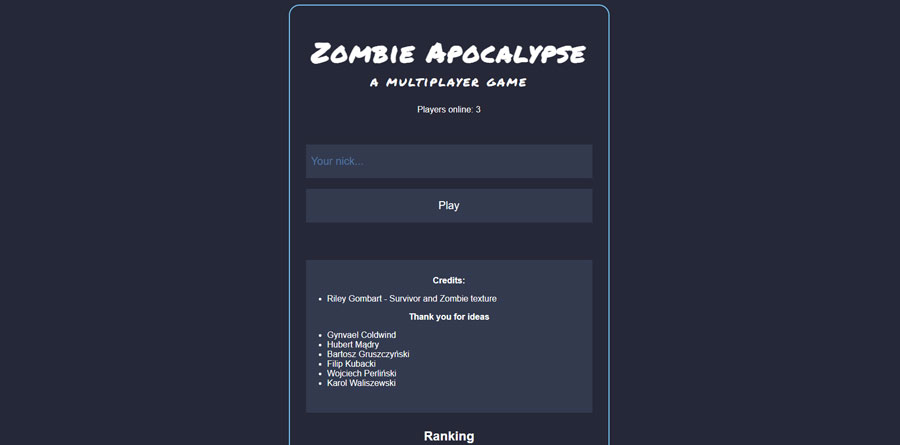 Zombie Apocalypse
a multiplayer game
Players online: 3
Your nick...
Play
Credits:
Riley Gombart - Survivor and Zombie texture
Thank you for ideas
Gynvael Coldwind
Hubert Mądry
Bartosz Gruszczyński
Filip Kubacki
Wojciech Perliński
Karol Waliszewski
Ranking